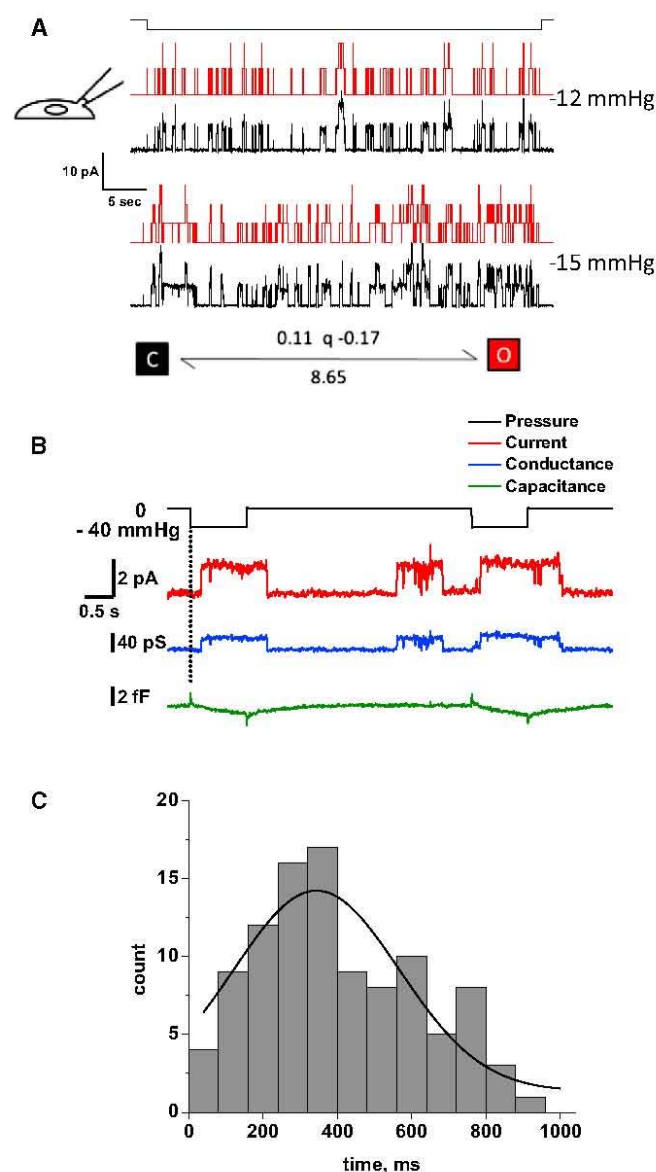 A
-12 mmHg
10 pA
5 sec
-15 mmHg
0.11 q -0.17
C
O
8.65
B
Pressure
Current
Conductance
Capacitance
0
- 40 mmHg
2 pA
0.5 s
40 pS
2 fF
C
20
15
10
5
0
count
0 200 400 600 800 1000
time, ms